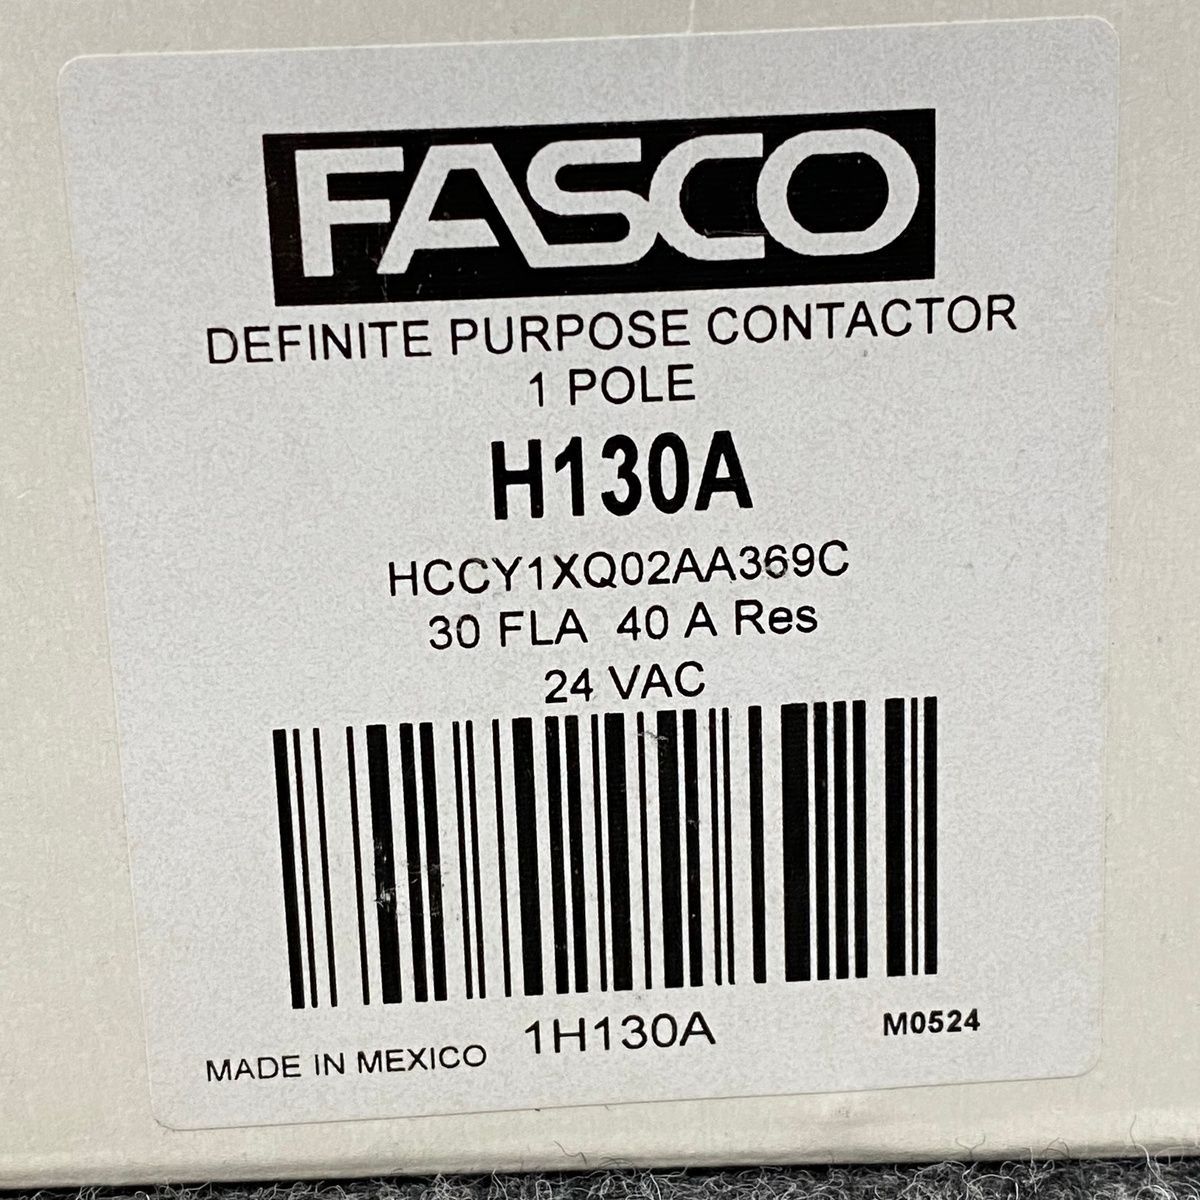 FASCO
DEFINITE PURPOSE CONTACTOR
1 POLE
H130A
HCCY1XQ02AA369C
30 FLA 40 A Res
24 VAC
1H130A
M0524
MADE IN MEXICO